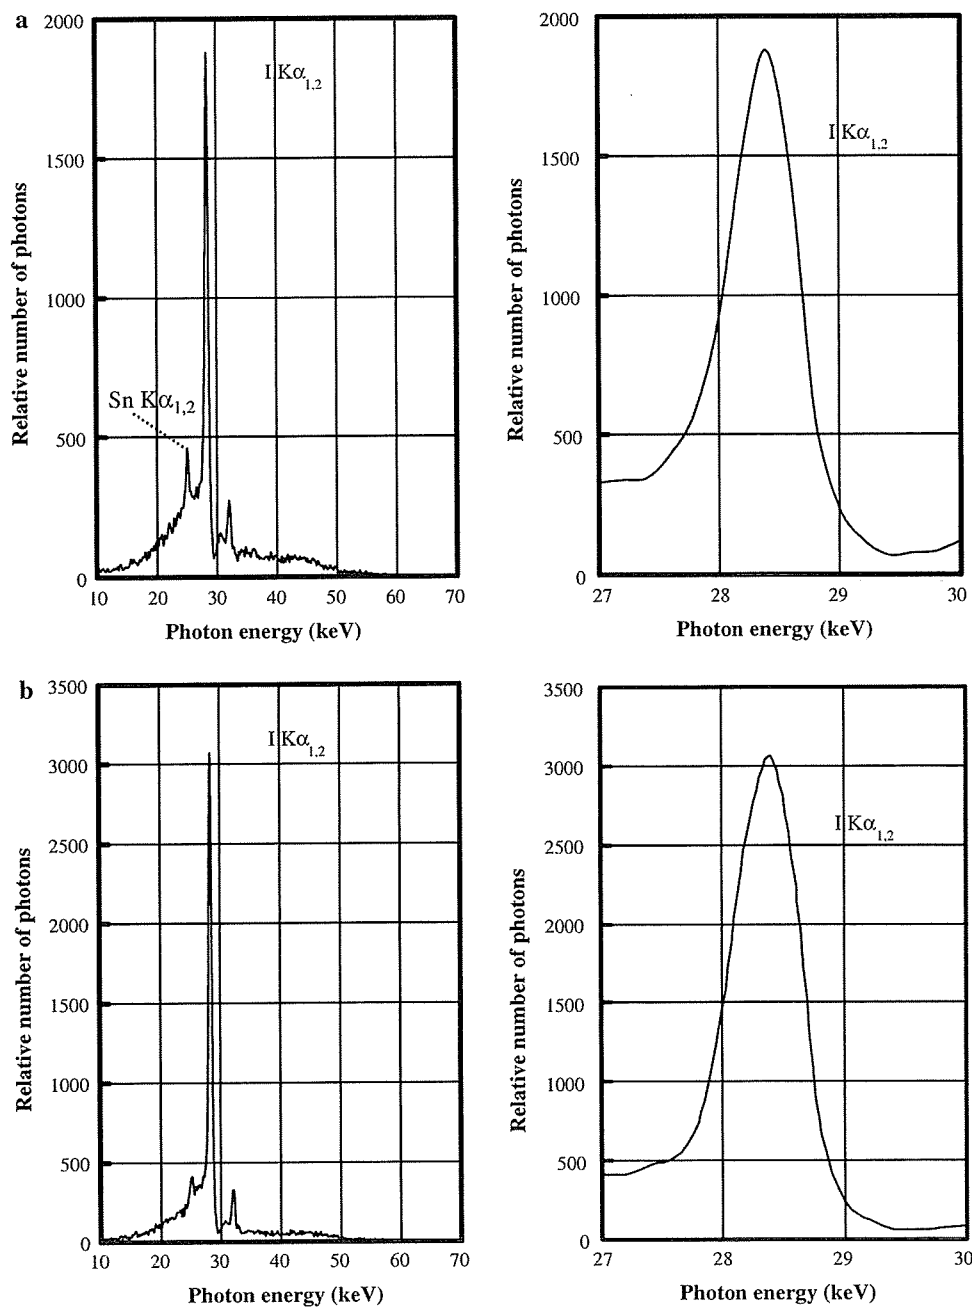 a
2000
1500
1000
500
0
Relative number of photons
I Kα1,2
Sn Kα1,2
10 20 30 40 50 60 70
Photon energy (keV)
2000
1500
1000
500
0
Relative number of photons
I Kα1,2
27 28 29 30
Photon energy (keV)
b
3500
3000
2500
2000
1500
1000
500
0
Relative number of photons
I Kα1,2
10 20 30 40 50 60 70
Photon energy (keV)
3500
3000
2500
2000
1500
1000
500
0
Relative number of photons
I Kα1,2
27 28 29 30
Photon energy (keV)